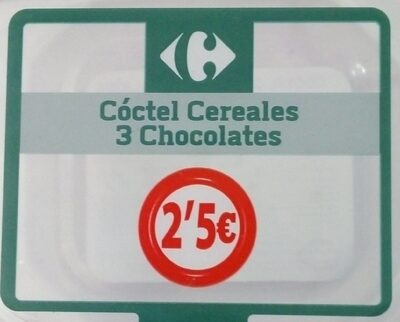 Cóctel Cereales
3 Chocolates
2'5€